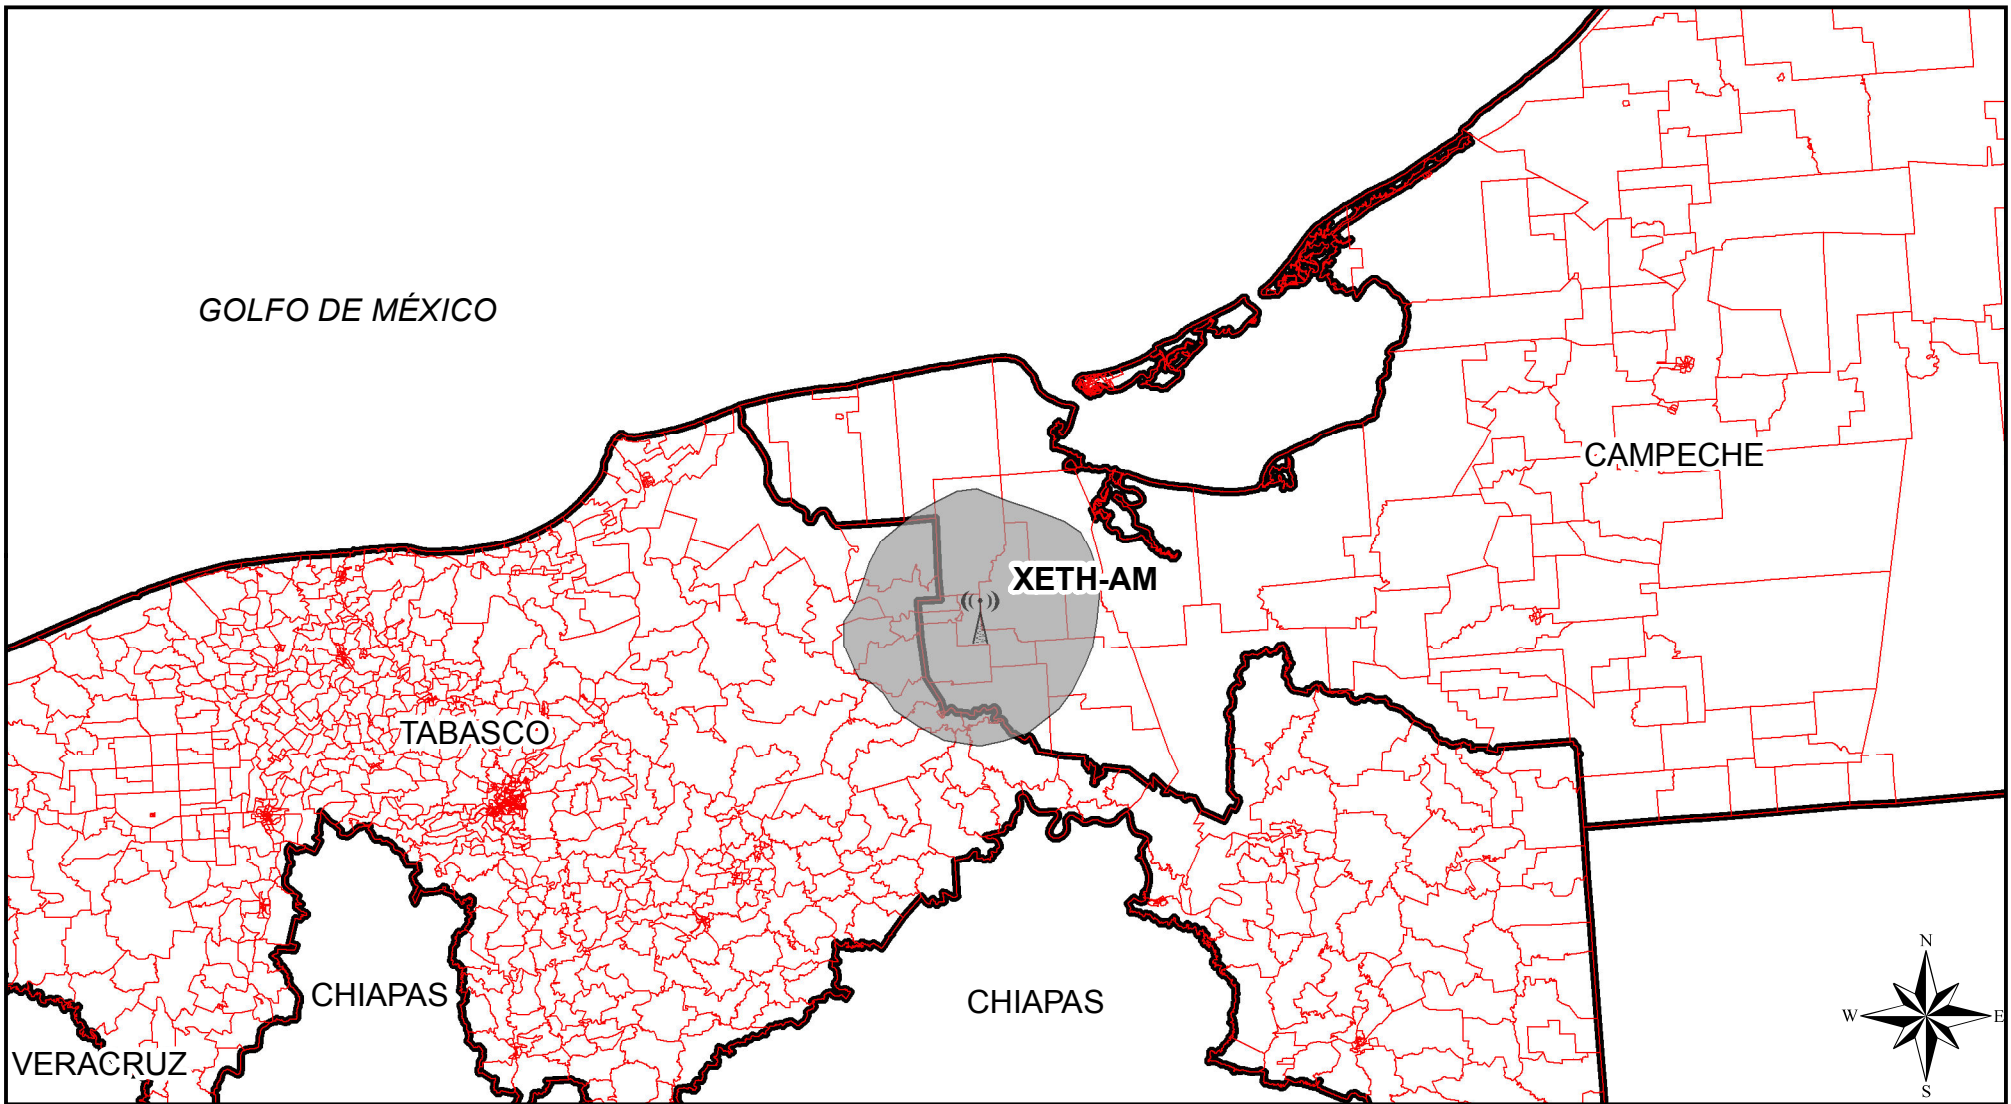 GOLFO DE MÉXICO
CAMPECHE
XETH-AM
TABASCO
CHIAPAS
CHIAPAS
VERACRUZ
N
W
E
S